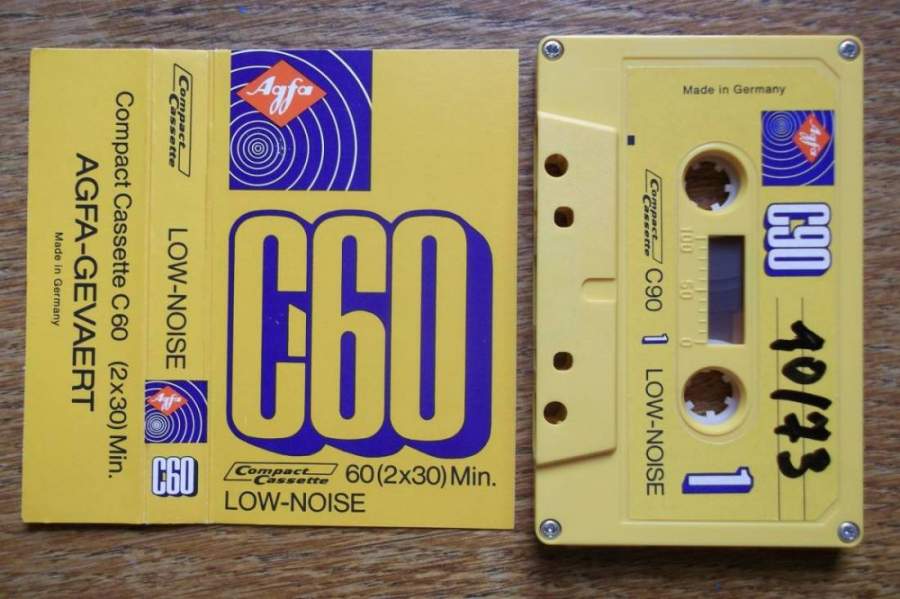 Compact Cassette C60 (2x30) Min.
AGFA-GEVAERT
Made in Germany
Compact
Cassette
LOW-NOISE
Agfa
C60
Agfa
C60
Compact
Cassette
60(2x30)Min.
LOW-NOISE
Made in Germany
Agfa
C90
10/73
1
Compact
Cassette
C90
1
LOW-NOISE
100
50
0